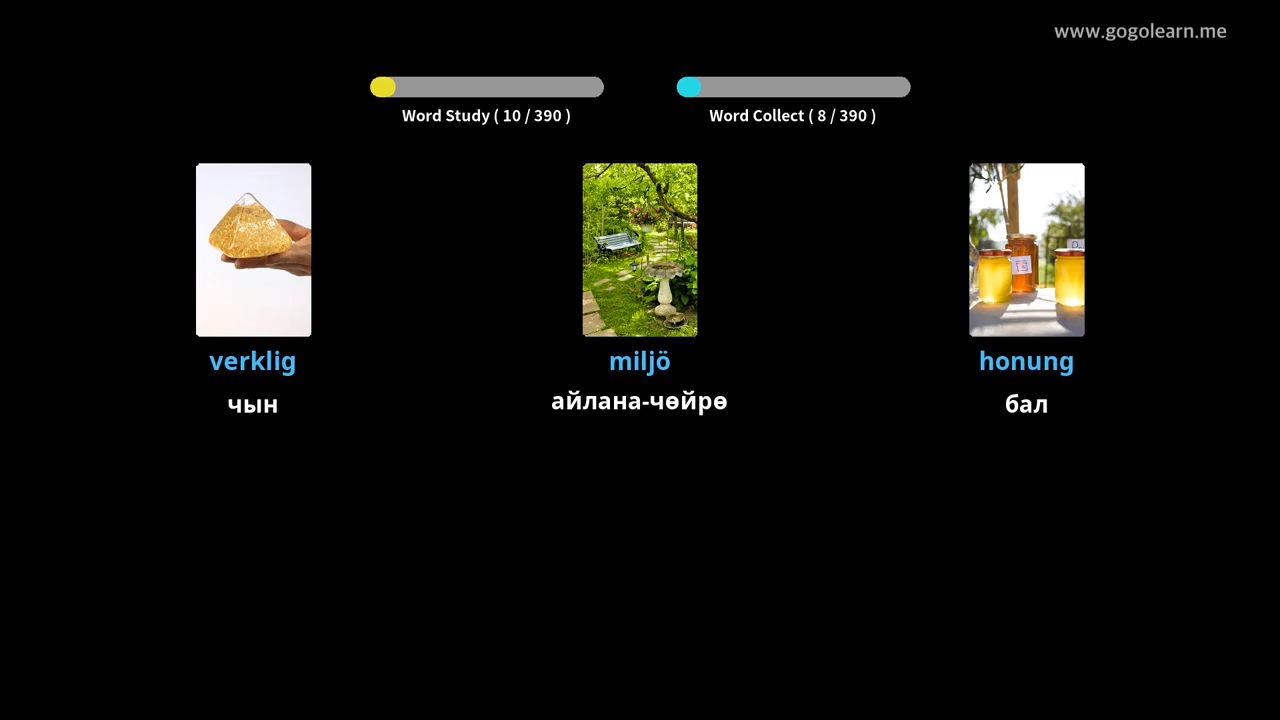 www.gogolearn.me
Word Study ( 10 / 390 )
Word Collect ( 8 / 390 )
verklig
miljö
honung
чын
айлана-чөйрө
бал